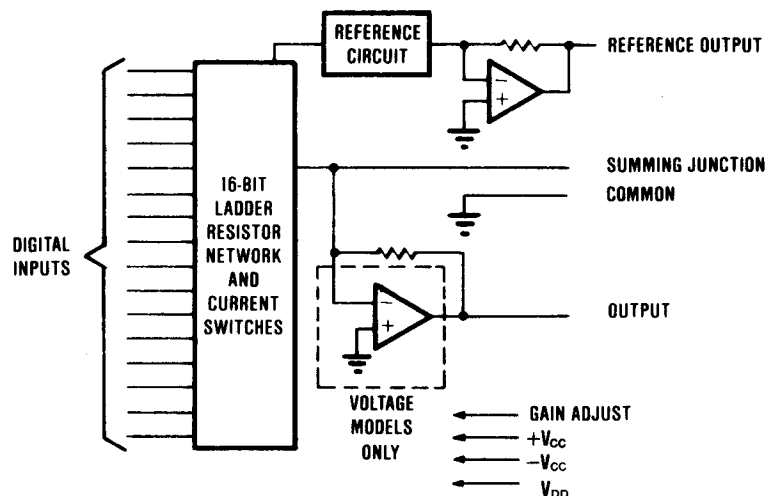 REFERENCE
CIRCUIT
REFERENCE OUTPUT
−
+
SUMMING JUNCTION
COMMON
16-BIT
LADDER
RESISTOR
NETWORK
AND
CURRENT
SWITCHES
DIGITAL
INPUTS
−
+
OUTPUT
VOLTAGE
MODELS
ONLY
GAIN ADJUST
+VCC
−VCC
VDD